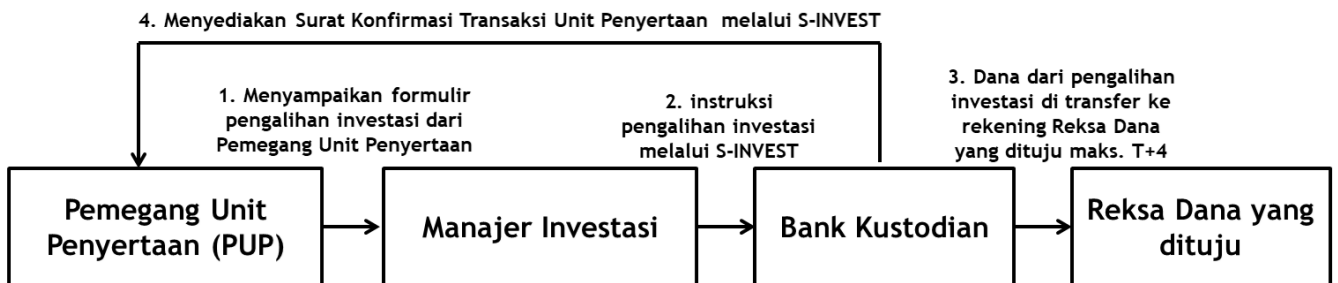 4. Menyediakan Surat Konfirmasi Transaksi Unit Penyertaan melalui S-INVEST
1. Menyampaikan formulir
pengalihan investasi dari
Pemegang Unit Penyertaan
2. instruksi
pengalihan investasi
melalui S-INVEST
3. Dana dari pengalihan
investasi di transfer ke
rekening Reksa Dana
yang dituju maks. T+4
Pemegang Unit
Penyertaan (PUP)
Manajer Investasi
Bank Kustodian
Reksa Dana yang
dituju